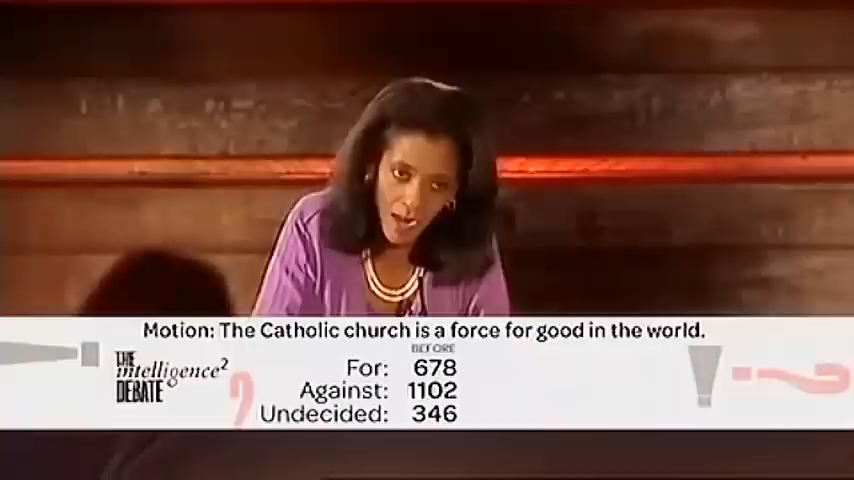 Motion: The Catholic church is a force for good in the world.
BEFORE
THE
intelligence²
DEBATE
For: 678
Against: 1102
Undecided: 346